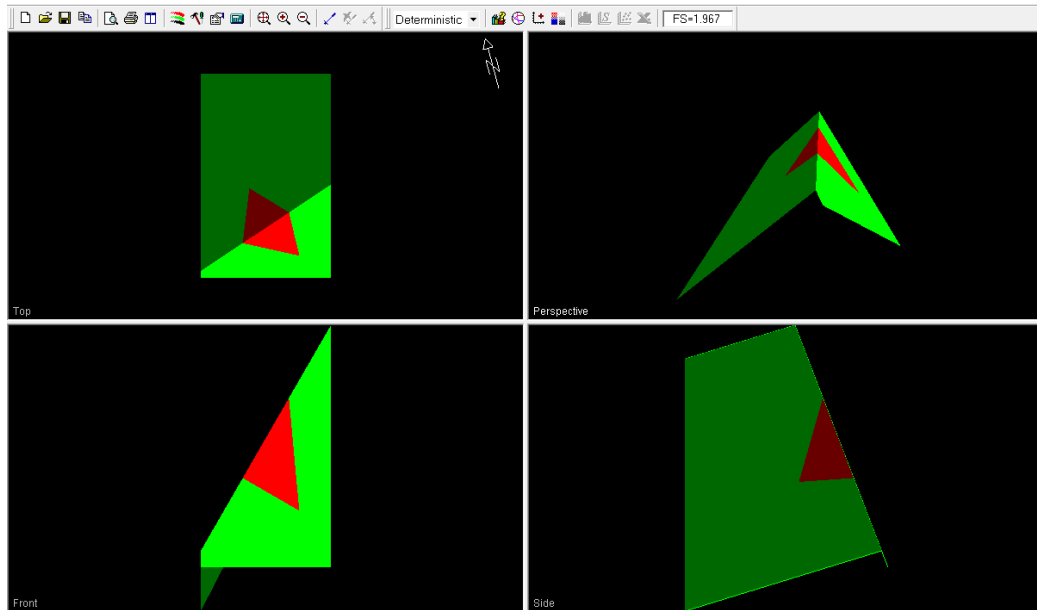 Deterministic FS=1.967
N
Top
Perspective
Front
Side